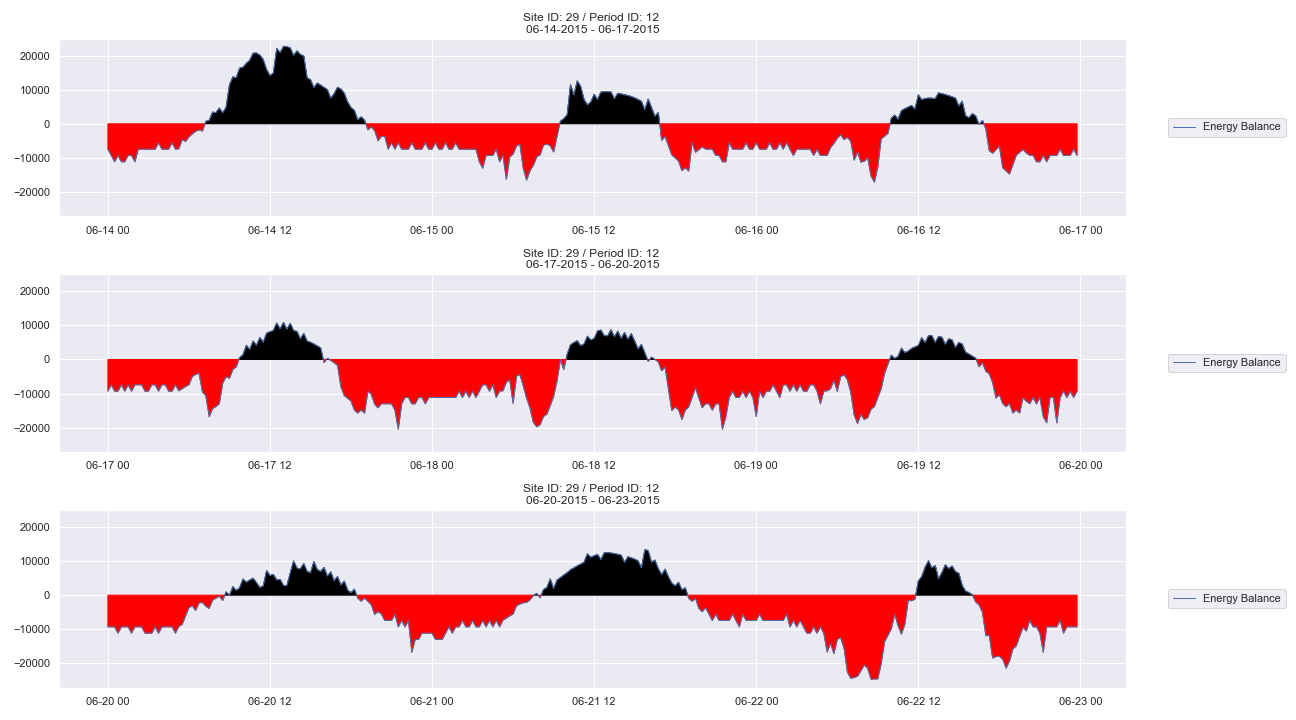 Site ID: 29 / Period ID: 12
06-14-2015 - 06-17-2015
20000
10000
0
−10000
−20000
06-14 00 06-14 12 06-15 00 06-15 12 06-16 00 06-16 12 06-17 00
Energy Balance
Site ID: 29 / Period ID: 12
06-17-2015 - 06-20-2015
20000
10000
0
−10000
−20000
06-17 00 06-17 12 06-18 00 06-18 12 06-19 00 06-19 12 06-20 00
Energy Balance
Site ID: 29 / Period ID: 12
06-20-2015 - 06-23-2015
20000
10000
0
−10000
−20000
06-20 00 06-20 12 06-21 00 06-21 12 06-22 00 06-22 12 06-23 00
Energy Balance